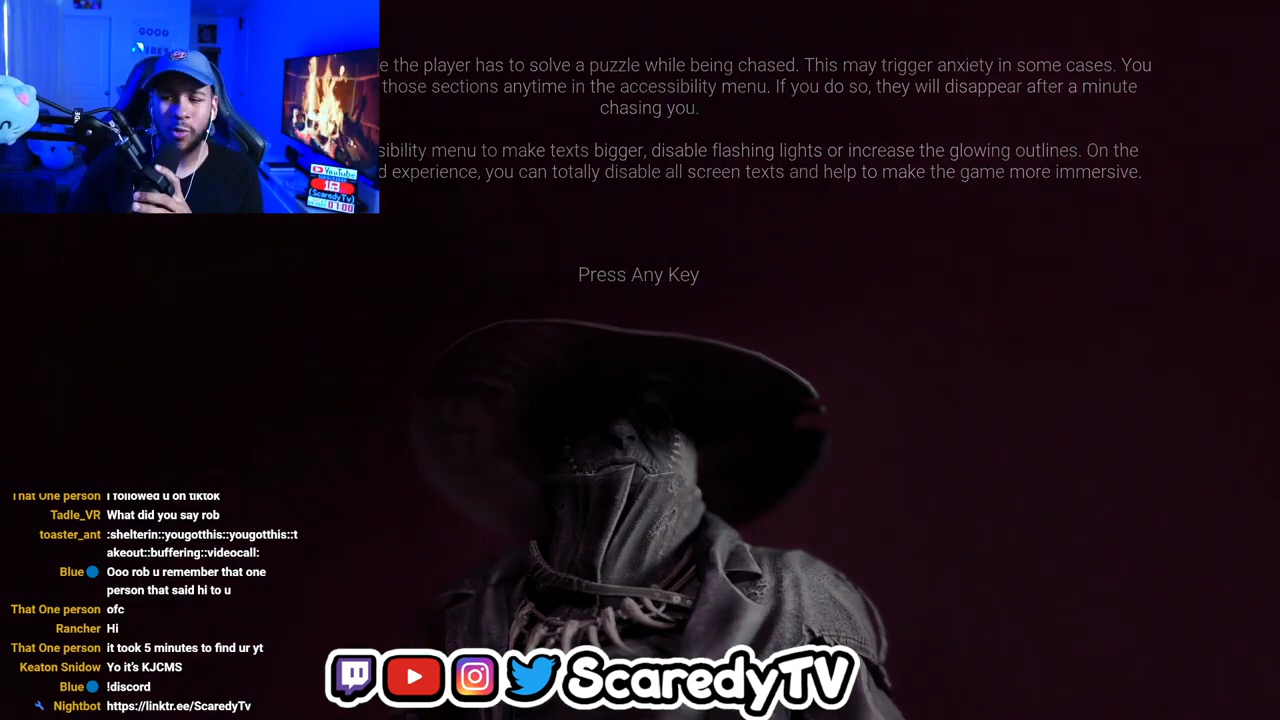 GOOD
VIBES
YouTube
163
(ScaredyTv)
e the player has to solve a puzzle while being chased. This may trigger anxiety in some cases. You
those sections anytime in the accessibility menu. If you do so, they will disappear after a minute
chasing you.
sibility menu to make texts bigger, disable flashing lights or increase the glowing outlines. On the
d experience, you can totally disable all screen texts and help to make the game more immersive.
Press Any Key
That One person i followed u on tiktok
Tadle_VR What did you say rob
toaster_ant :shelterin::yougotthis::yougotthis::t
akeout::buffering::videocall:
Blue Ooo rob u remember that one
person that said hi to u
That One person ofc
Rancher Hi
That One person it took 5 minutes to find ur yt
Keaton Snidow Yo it's KJCMS
Blue !discord
Nightbot https://linktr.ee/ScaredyTv
ScaredyTV